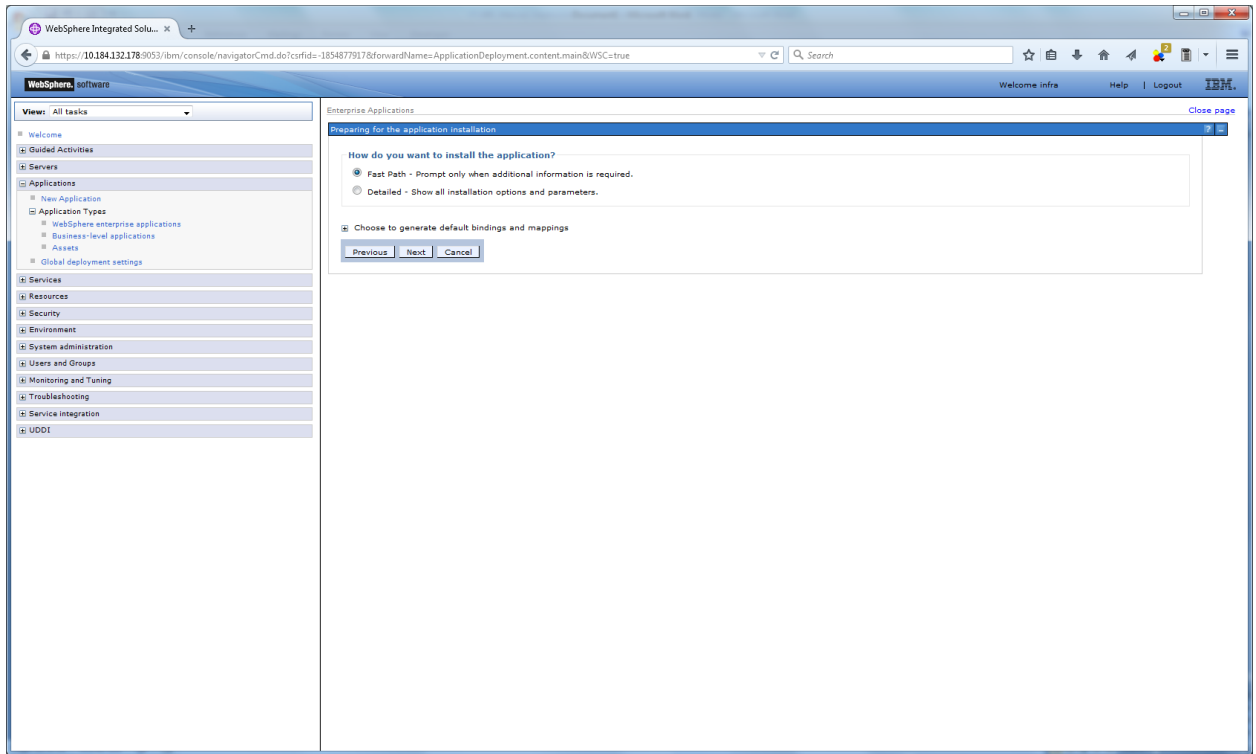 WebSphere Integrated Solu... × +
https://10.184.132.178:9053/ibm/console/navigatorCmd.do?csrfid=-1854877917&forwardName=ApplicationDeployment.content.main&WSC=true
Search
2
WebSphere. software
Welcome infra
Help | Logout
IBM.
View: All tasks
Welcome
Guided Activities
Servers
Applications
New Application
Application Types
WebSphere enterprise applications
Business-level applications
Assets
Global deployment settings
Services
Resources
Security
Environment
System administration
Users and Groups
Monitoring and Tuning
Troubleshooting
Service integration
UDDI
Enterprise Applications
Close page
Preparing for the application installation
? -
How do you want to install the application?
Fast Path - Prompt only when additional information is required.
Detailed - Show all installation options and parameters.
Choose to generate default bindings and mappings
Previous Next Cancel